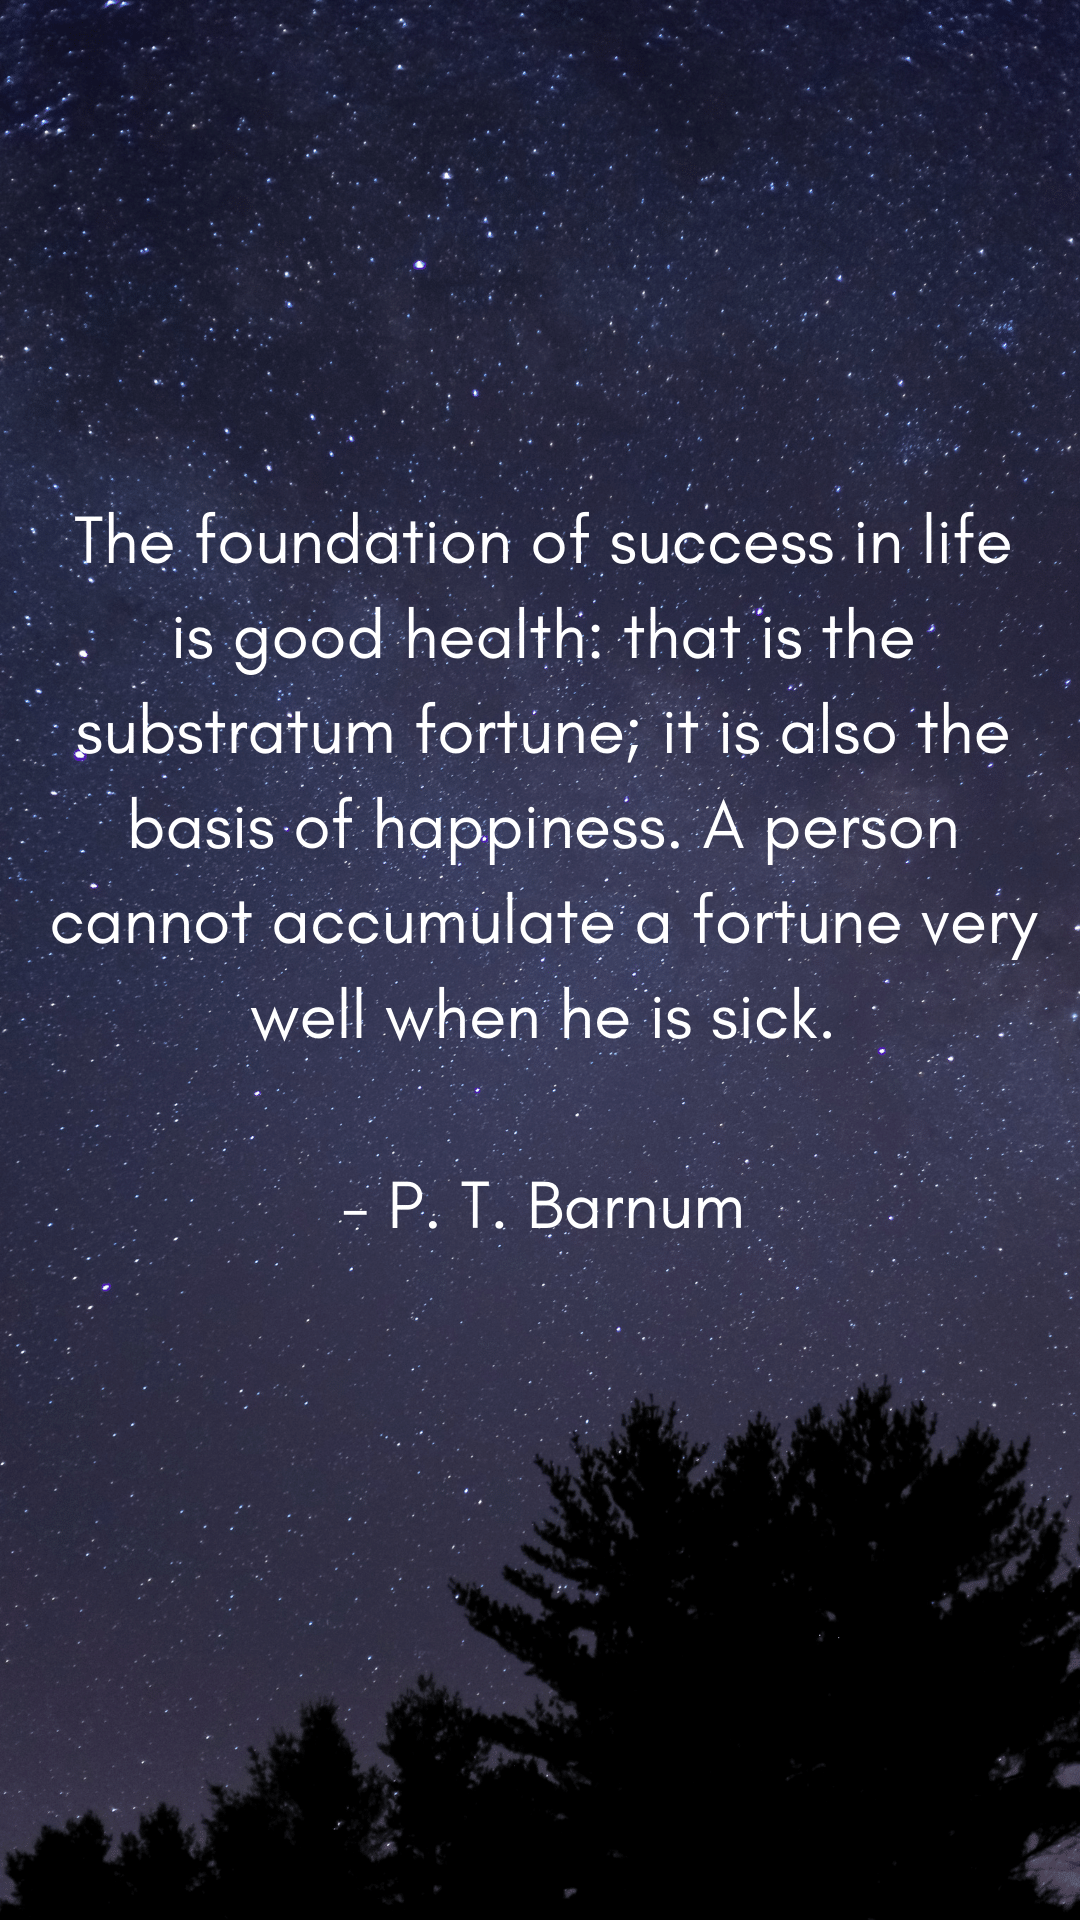 The foundation of success in life
is good health: that is the
substratum fortune; it is also the
basis of happiness. A person
cannot accumulate a fortune very
well when he is sick.
- P. T. Barnum